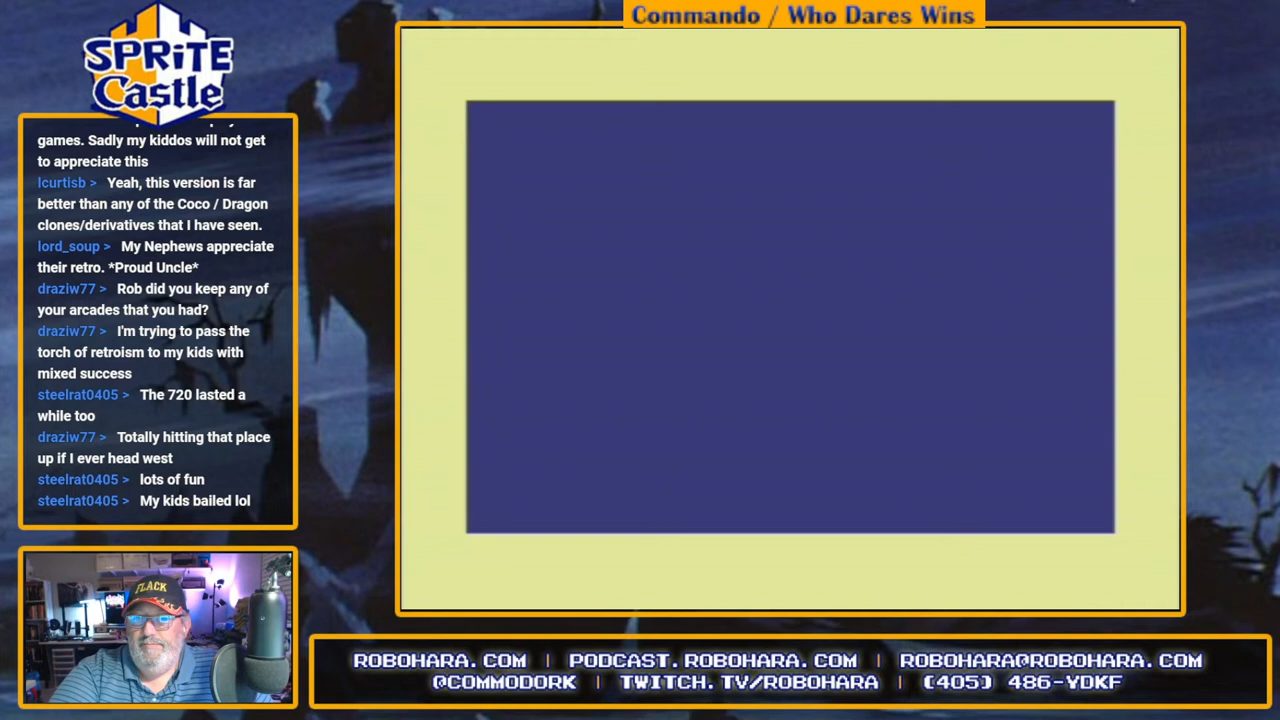 Commando / Who Dares Wins
SPRiTE
Castle
games. Sadly my kiddos will not get
to appreciate this
lcurtisb > Yeah, this version is far
better than any of the Coco / Dragon
clones/derivatives that I have seen.
lord_soup > My Nephews appreciate
their retro. *Proud Uncle*
draziw77 > Rob did you keep any of
your arcades that you had?
draziw77 > I'm trying to pass the
torch of retroism to my kids with
mixed success
steelrat0405 > The 720 lasted a
while too
draziw77 > Totally hitting that place
up if I ever head west
steelrat0405 > lots of fun
steelrat0405 > My kids bailed lol
FLACK
ROBOHARA.COM | PODCAST.ROBOHARA.COM | ROBOHARA@ROBOHARA.COM
@COMMODORK | TWITCH.TV/ROBOHARA | (405) 486-YDKF